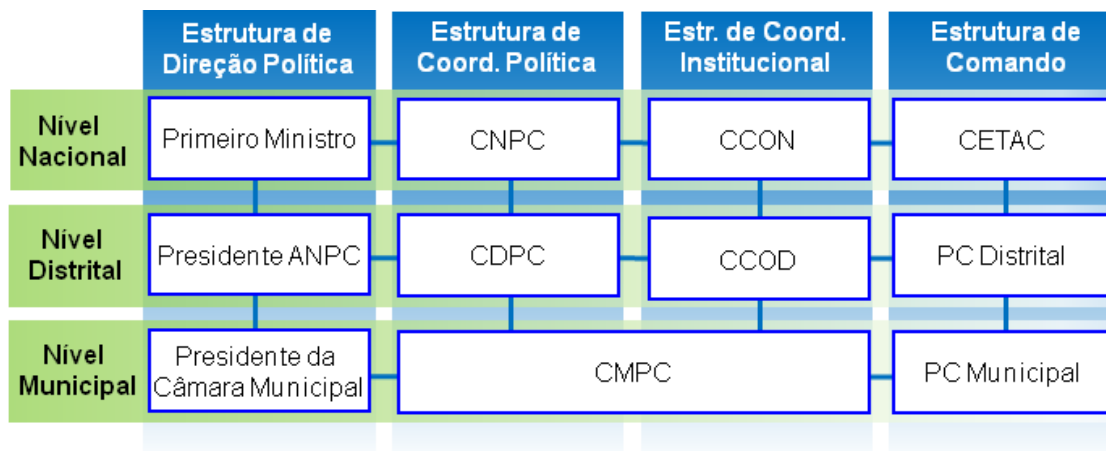 Estrutura de
Direção Política
Estrutura de
Coord. Política
Estr. de Coord.
Institucional
Estrutura de
Comando
Nível
Nacional
Primeiro Ministro
CNPC
CCON
CETAC
Nível
Distrital
Presidente ANPC
CDPC
CCOD
PC Distrital
Nível
Municipal
Presidente da
Câmara Municipal
CMPC
PC Municipal